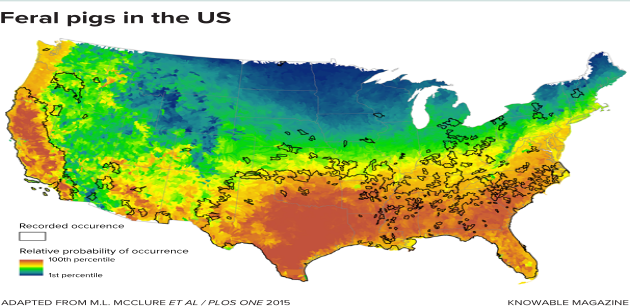 Feral pigs in the US
Recorded occurence
Relative probability of occurrence
100th percentile
1st percentile
ADAPTED FROM M.L. MCCLURE ET AL / PLOS ONE 2015
KNOWABLE MAGAZINE